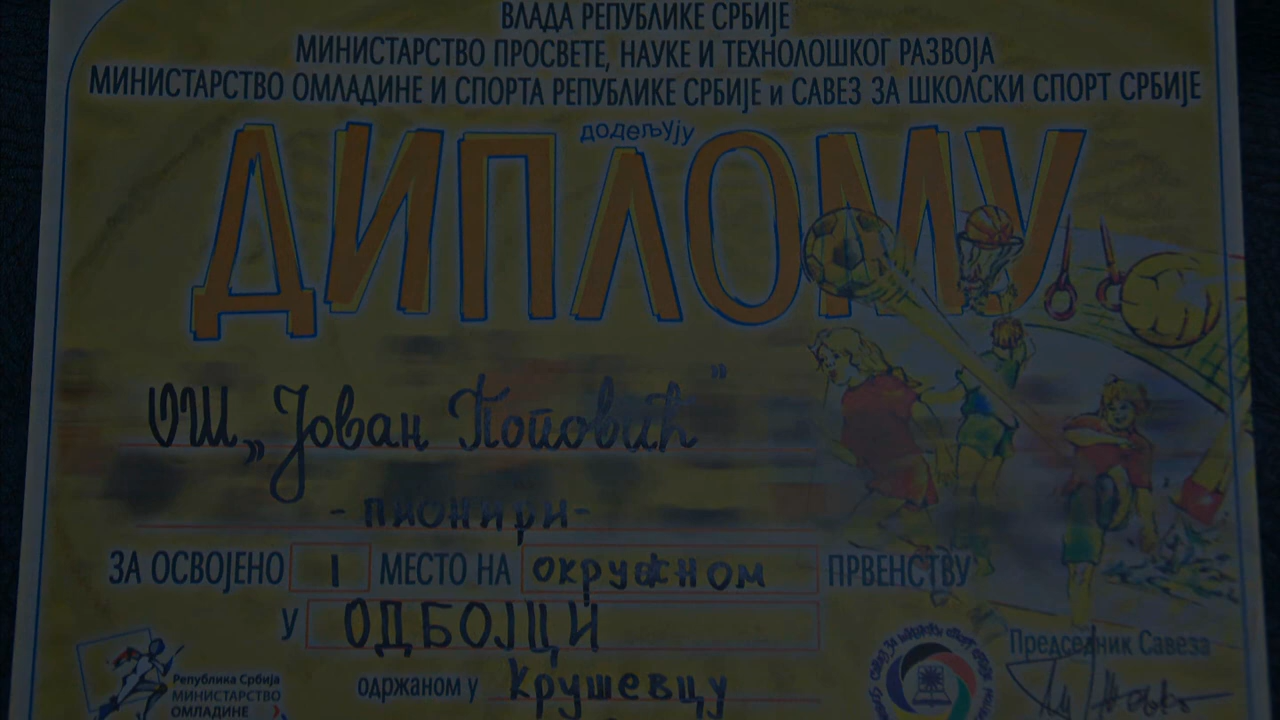 ВЛАДА РЕПУБЛИКЕ СРБИЈЕ
МИНИСТАРСТВО ПРОСВЕТЕ, НАУКЕ И ТЕХНОЛОШКОГ РАЗВОЈА
МИНИСТАРСТВО ОМЛАДИНЕ И СПОРТА РЕПУБЛИКЕ СРБИЈЕ и САВЕЗ ЗА ШКОЛСКИ СПОРТ СРБИЈЕ
додељују
ДИПЛОМУ
ОШ „Јован Поповић”
- пионири -
ЗА ОСВОЈЕНО I МЕСТО НА окружном ПРВЕНСТВУ
У ОДБОЈЦИ
одржаном у Крушевцу
Председник Савеза
Република Србија
МИНИСТАРСТВО
ОМЛАДИНЕ